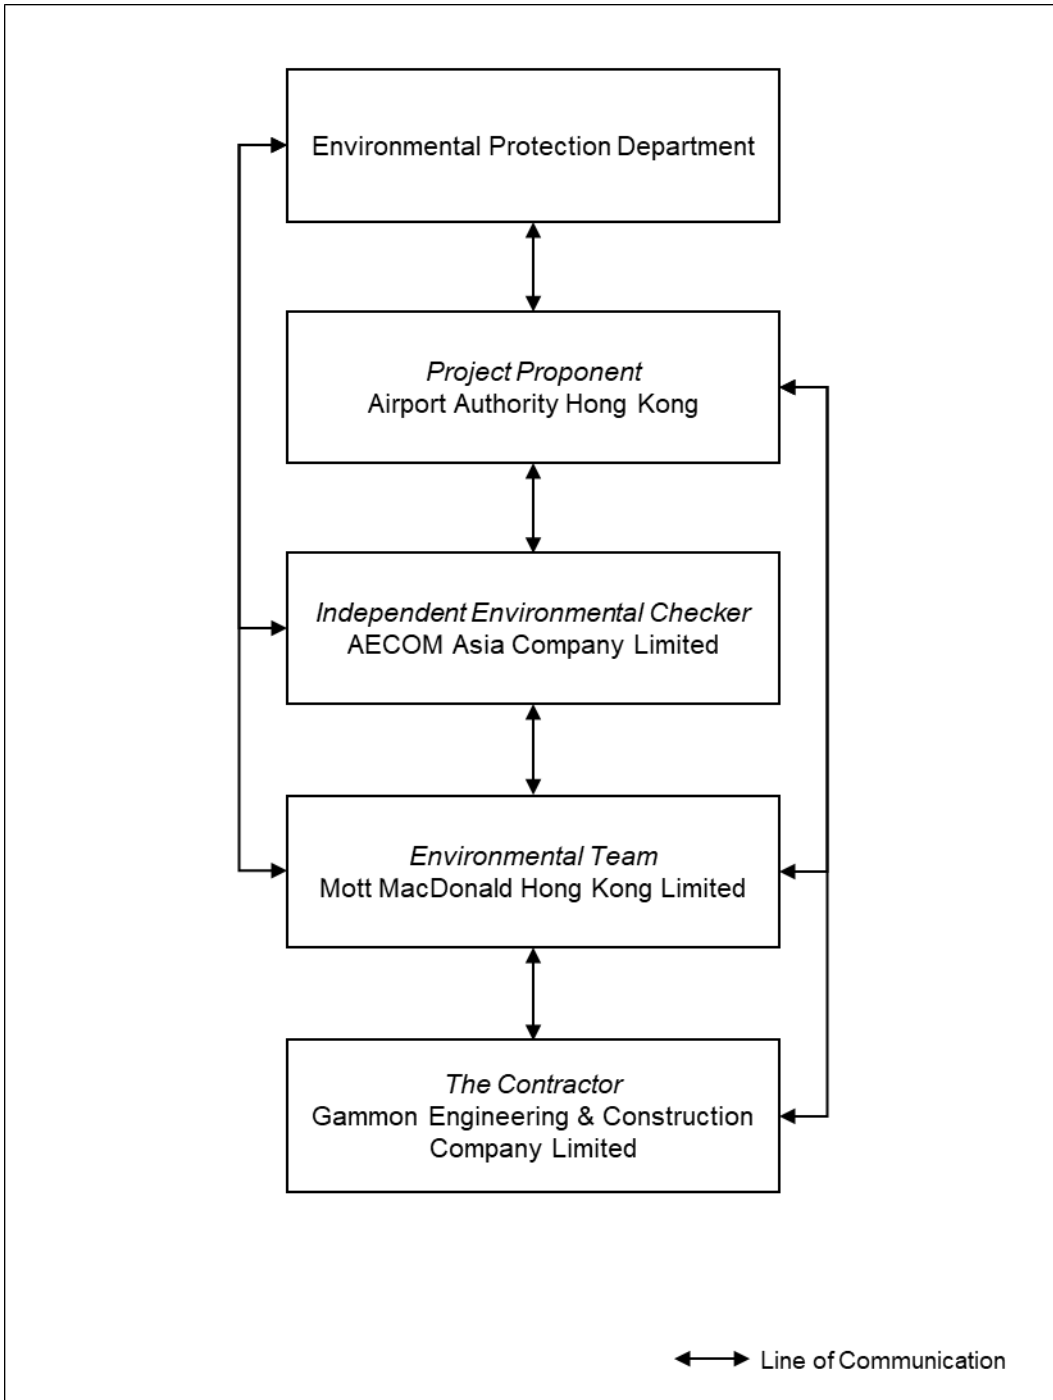 Environmental Protection Department
Project Proponent
Airport Authority Hong Kong
Independent Environmental Checker
AECOM Asia Company Limited
Environmental Team
Mott MacDonald Hong Kong Limited
The Contractor
Gammon Engineering & Construction
Company Limited
Line of Communication